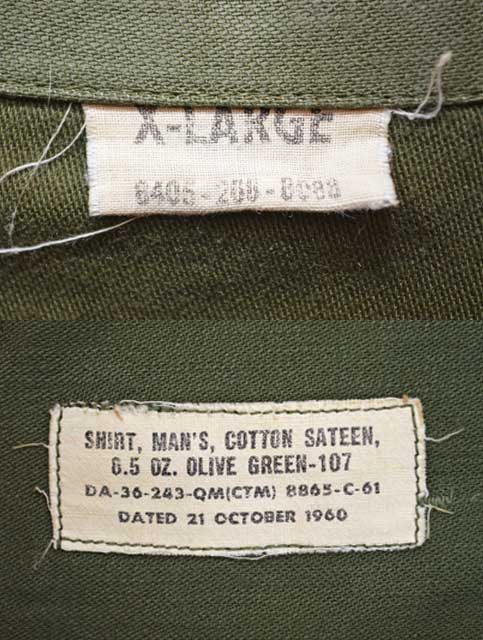 X-LARGE
SHIRT, MAN'S, COTTON SATEEN,
8.5 OZ. OLIVE GREEN-107
DA-36-243-QM(CTM) 8865-C-61
DATED 21 OCTOBER 1960